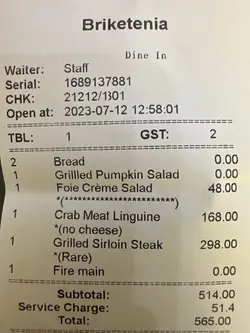 Briketenia
Dine In
Waiter: Staff
Serial: 1689137881
CHK: 21212/1301
Open at: 2023-07-12 12:58:01
TBL: 1 GST: 2
2 Bread 0.00
1 Grillled Pumpkin Salad 0.00
1 Foie Crème Salad 48.00
*(************************)
1 Crab Meat Linguine 168.00
*(no cheese)
1 Grilled Sirloin Steak 298.00
*(Rare)
1 Fire main 0.00
Subtotal: 514.00
Service Charge: 51.4
Total: 565.00